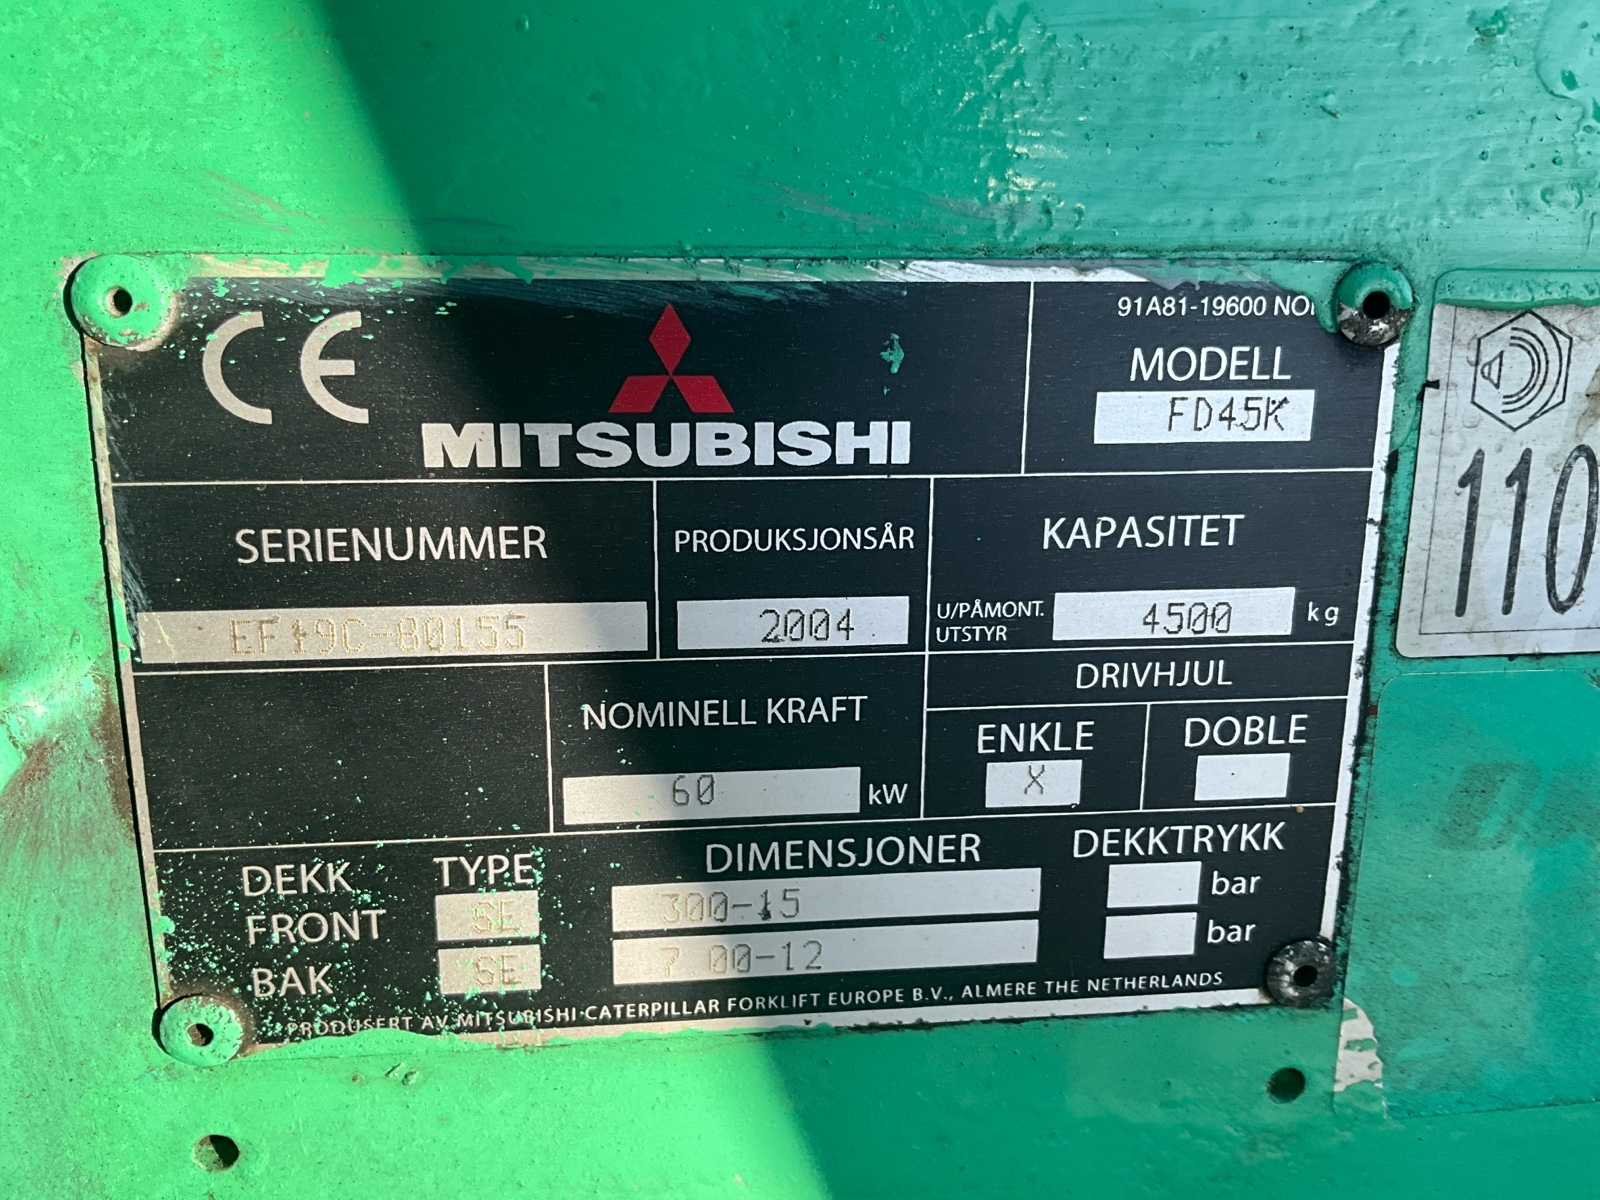 CE
MITSUBISHI
91A81-19600
MODELL
FD45K
SERIENUMMER
EF19C-80155
PRODUKSJONSÅR
2004
KAPASITET
U/PÅMONT.
UTSTYR
4500 kg
NOMINELL KRAFT
60 kW
DRIVHJUL
ENKLE
X
DOBLE
DEKK
TYPE
DIMENSJONER
DEKKTRYKK
FRONT
SE
300-15
bar
BAK
SE
7.00-12
bar
PRODUSERT AV MITSUBISHI CATERPILLAR FORKLIFT EUROPE B.V., ALMERE THE NETHERLANDS
110